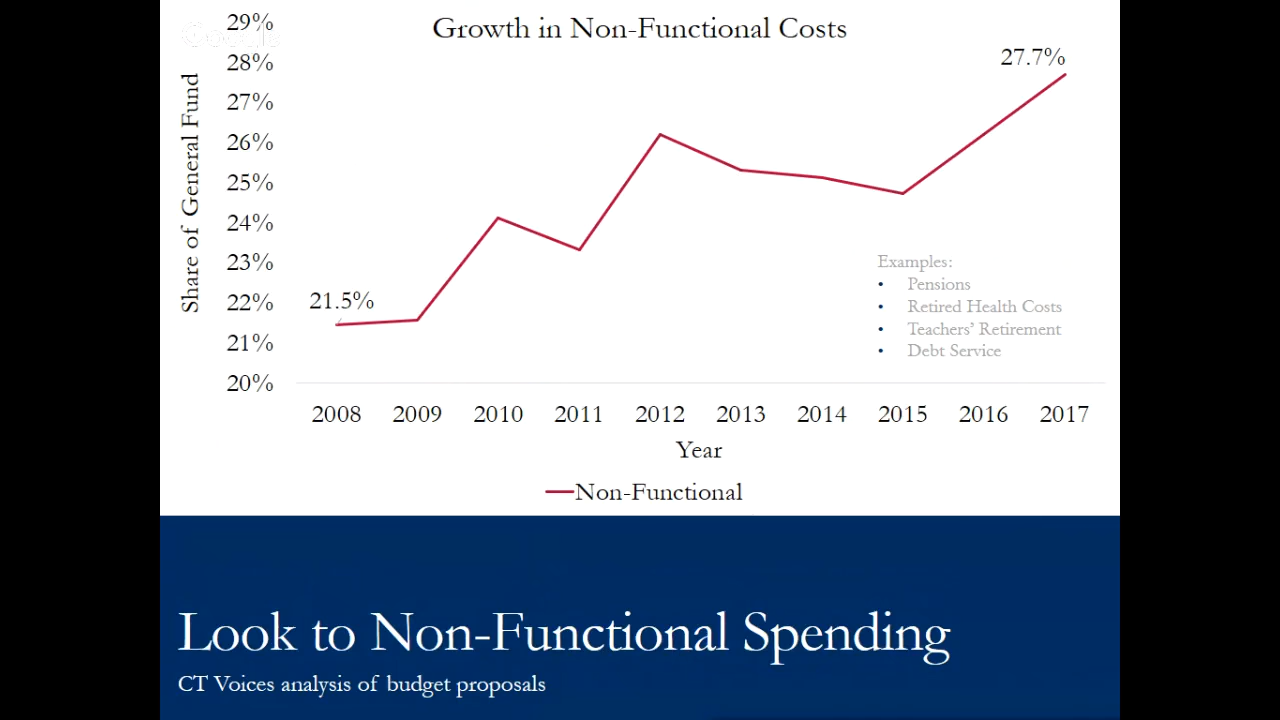 Growth in Non-Functional Costs
29%
28%
27%
26%
25%
24%
23%
22%
21%
20%
Share of General Fund
21.5%
27.7%
Examples:
• Pensions
• Retired Health Costs
• Teachers’ Retirement
• Debt Service
2008 2009 2010 2011 2012 2013 2014 2015 2016 2017
Year
Non-Functional
Look to Non-Functional Spending
CT Voices analysis of budget proposals